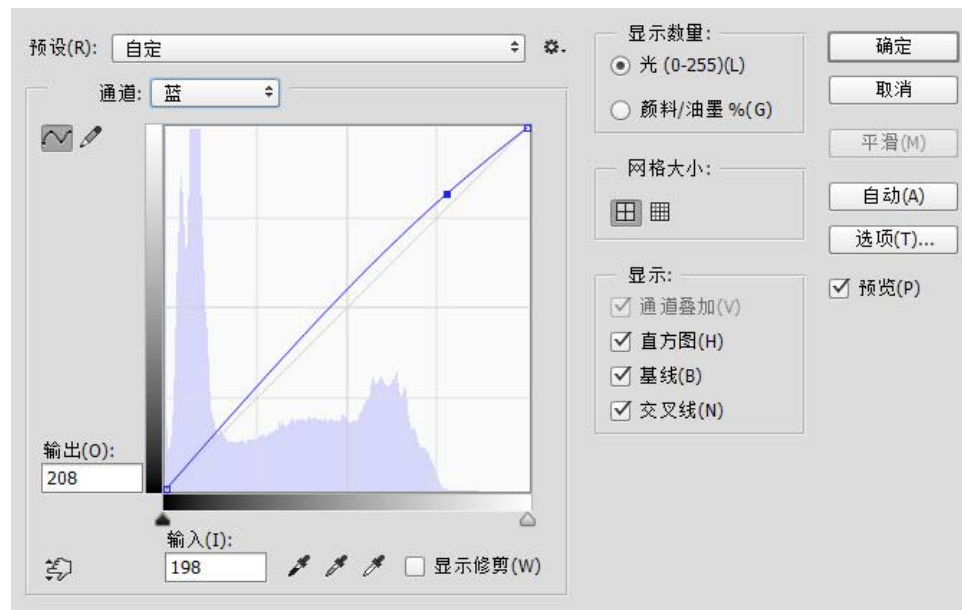 预设(R): 自定
通道: 蓝
输出(O):
208
输入(I):
198
显示修剪(W)
显示数量:
光 (0-255)(L)
颜料/油墨 %(G)
网格大小:
显示:
通道叠加(V)
直方图(H)
基线(B)
交叉线(N)
确定
取消
平滑(M)
自动(A)
选项(T)...
预览(P)